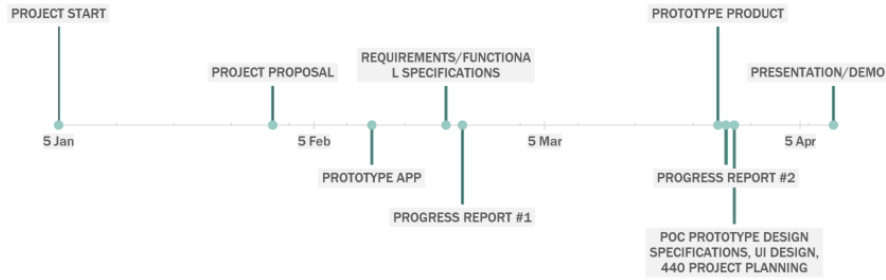 PROJECT START
PROTOTYPE PRODUCT
PROJECT PROPOSAL
REQUIREMENTS/FUNCTIONA
L SPECIFICATIONS
PRESENTATION/DEMO
5 Jan
5 Feb
5 Mar
5 Apr
PROTOTYPE APP
PROGRESS REPORT #2
PROGRESS REPORT #1
POC PROTOTYPE DESIGN
SPECIFICATIONS, UI DESIGN,
440 PROJECT PLANNING